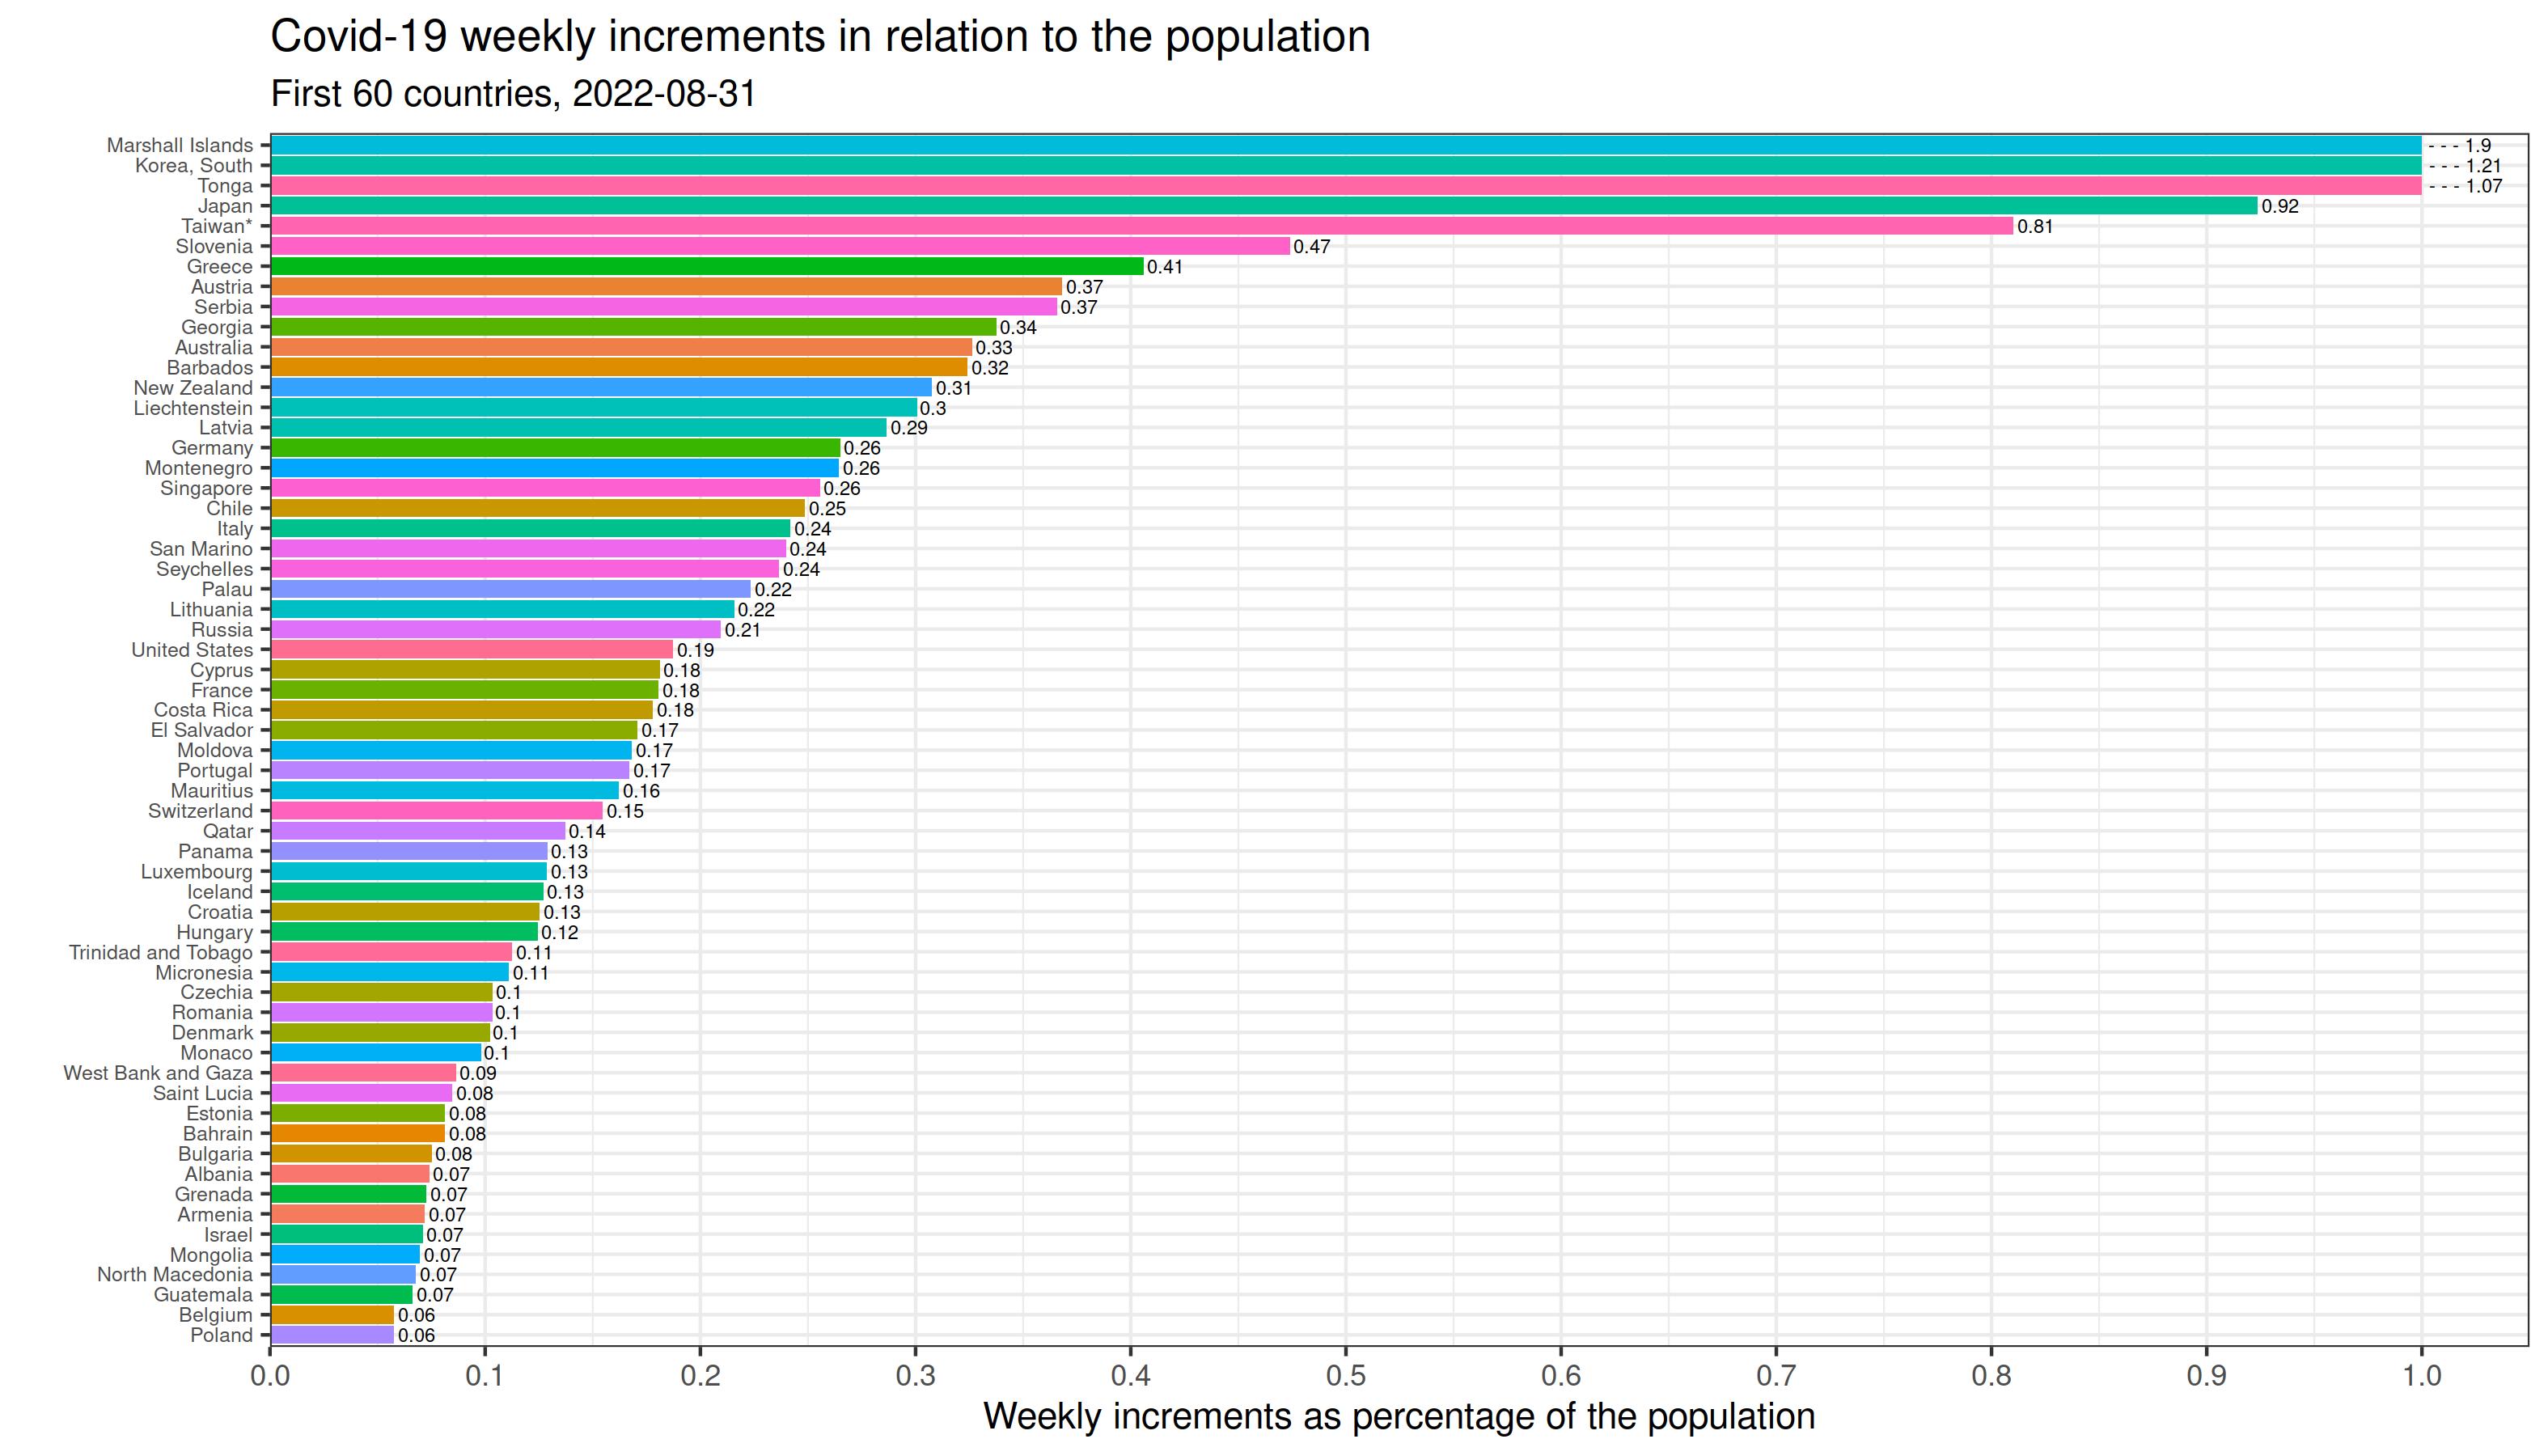 Covid-19 weekly increments in relation to the population
First 60 countries, 2022-08-31
Marshall Islands - - - 1.9
Korea, South - - - 1.21
Tonga - - - 1.07
Japan 0.92
Taiwan* 0.81
Slovenia 0.47
Greece 0.41
Austria 0.37
Serbia 0.37
Georgia 0.34
Australia 0.33
Barbados 0.32
New Zealand 0.31
Liechtenstein 0.3
Latvia 0.29
Germany 0.26
Montenegro 0.26
Singapore 0.26
Chile 0.25
Italy 0.24
San Marino 0.24
Seychelles 0.24
Palau 0.22
Lithuania 0.22
Russia 0.21
United States 0.19
Cyprus 0.18
France 0.18
Costa Rica 0.18
El Salvador 0.17
Moldova 0.17
Portugal 0.17
Mauritius 0.16
Switzerland 0.15
Qatar 0.14
Panama 0.13
Luxembourg 0.13
Iceland 0.13
Croatia 0.13
Hungary 0.12
Trinidad and Tobago 0.11
Micronesia 0.11
Czechia 0.1
Romania 0.1
Denmark 0.1
Monaco 0.1
West Bank and Gaza 0.09
Saint Lucia 0.08
Estonia 0.08
Bahrain 0.08
Bulgaria 0.08
Albania 0.07
Grenada 0.07
Armenia 0.07
Israel 0.07
Mongolia 0.07
North Macedonia 0.07
Guatemala 0.07
Belgium 0.06
Poland 0.06
0.0 0.1 0.2 0.3 0.4 0.5 0.6 0.7 0.8 0.9 1.0
Weekly increments as percentage of the population